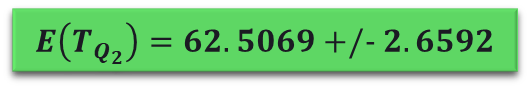 E(T_{Q_2}) = 62.5069 +/- 2.6592